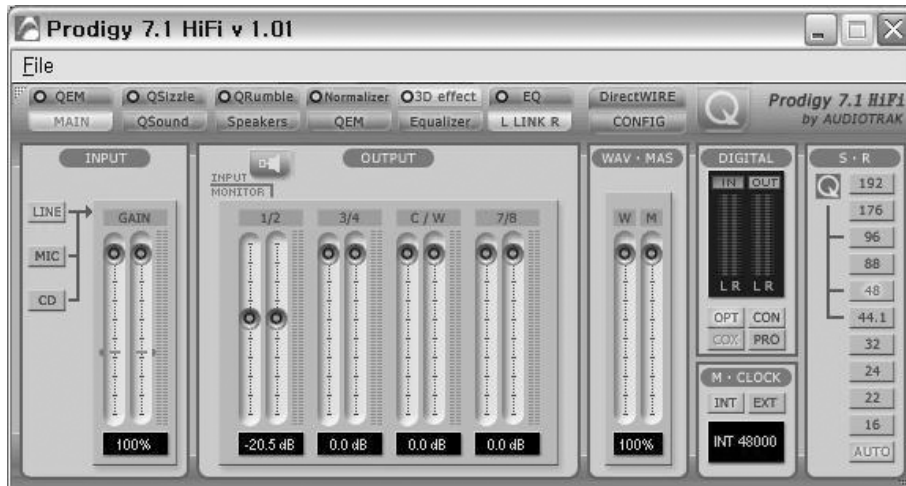 Prodigy 7.1 HiFi v 1.01
File
QEM QSizzle QRumble Normalizer 3D effect EQ DirectWIRE
MAIN QSound Speakers QEM Equalizer L LINK R CONFIG
Q
Prodigy 7.1 HiFi
by AUDIOTRAK
INPUT
LINE
MIC
CD
GAIN
100%
OUTPUT
INPUT
MONITOR
1/2 3/4 C / W 7/8
-20.5 dB 0.0 dB 0.0 dB 0.0 dB
WAV · MAS
W M
100%
DIGITAL
IN OUT
L R L R
OPT CON
COX PRO
M · CLOCK
INT EXT
INT 48000
S · R
Q
192
176
96
88
48
44.1
32
24
22
16
AUTO